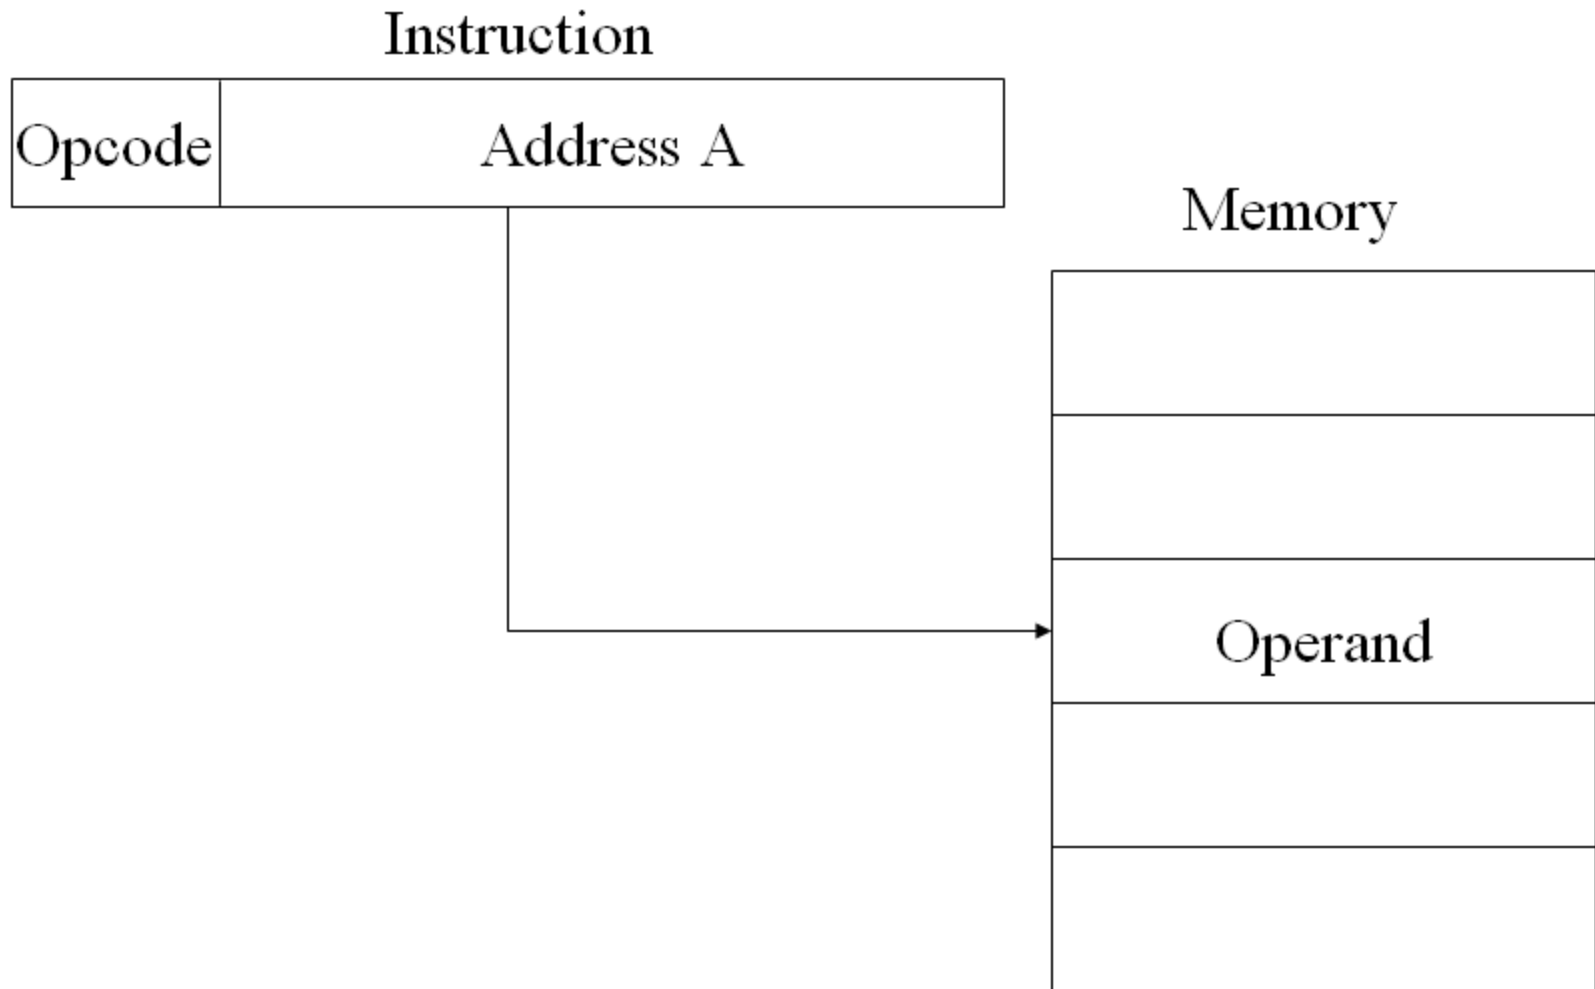 Instruction
Opcode
Address A
Memory
Operand